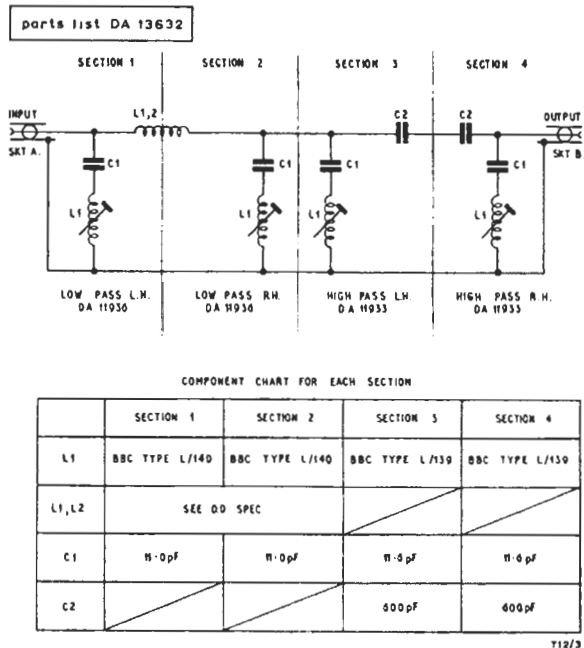 parts list DA 13632
SECTION 1 SECTION 2 SECTION 3 SECTION 4
INPUT L1,2 C2 C2 OUTPUT
SKT A. SKT B
C1 C1 C1 C1
L1 L1 L1 L1
LOW PASS L.H. LOW PASS R.H. HIGH PASS L.H. HIGH PASS R.H.
DA 11936 DA 11936 DA 11933 DA 11933
COMPONENT CHART FOR EACH SECTION
SECTION 1 SECTION 2 SECTION 3 SECTION 4
L1 BBC TYPE L/140 BBC TYPE L/140 BBC TYPE L/139 BBC TYPE L/139
L1,L2 SEE DD SPEC
C1 11·0pF 11·0pF 11·6pF 11·6pF
C2 600pF 600pF
T12/3